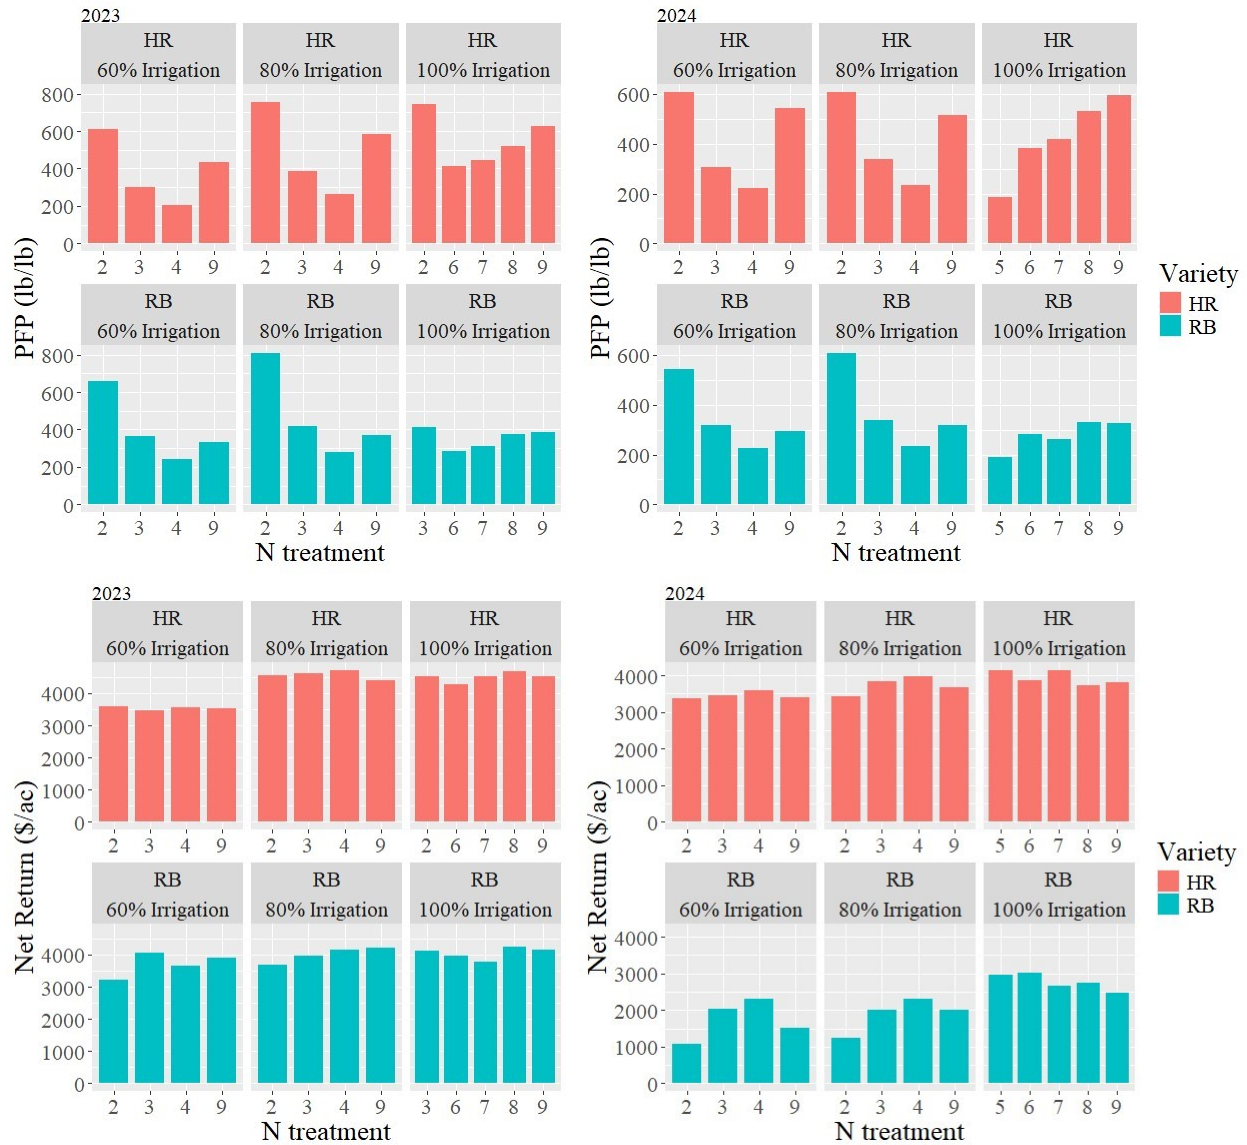 2023
HR HR HR
60% Irrigation 80% Irrigation 100% Irrigation
800
600
400
200
0
2 3 4 9 2 3 4 9 2 6 7 8 9
RB RB RB
60% Irrigation 80% Irrigation 100% Irrigation
800
600
400
200
0
2 3 4 9 2 3 4 9 3 6 7 8 9
PFP (lb/lb)
N treatment
2024
HR HR HR
60% Irrigation 80% Irrigation 100% Irrigation
600
400
200
0
2 3 4 9 2 3 4 9 5 6 7 8 9
RB RB RB
60% Irrigation 80% Irrigation 100% Irrigation
600
400
200
0
2 3 4 9 2 3 4 9 5 6 7 8 9
PFP (lb/lb)
N treatment
Variety
HR
RB
2023
HR HR HR
60% Irrigation 80% Irrigation 100% Irrigation
4000
3000
2000
1000
0
2 3 4 9 2 3 4 9 2 6 7 8 9
RB RB RB
60% Irrigation 80% Irrigation 100% Irrigation
4000
3000
2000
1000
0
2 3 4 9 2 3 4 9 3 6 7 8 9
Net Return ($/ac)
N treatment
2024
HR HR HR
60% Irrigation 80% Irrigation 100% Irrigation
4000
3000
2000
1000
0
2 3 4 9 2 3 4 9 5 6 7 8 9
RB RB RB
60% Irrigation 80% Irrigation 100% Irrigation
4000
3000
2000
1000
0
2 3 4 9 2 3 4 9 5 6 7 8 9
Net Return ($/ac)
N treatment
Variety
HR
RB